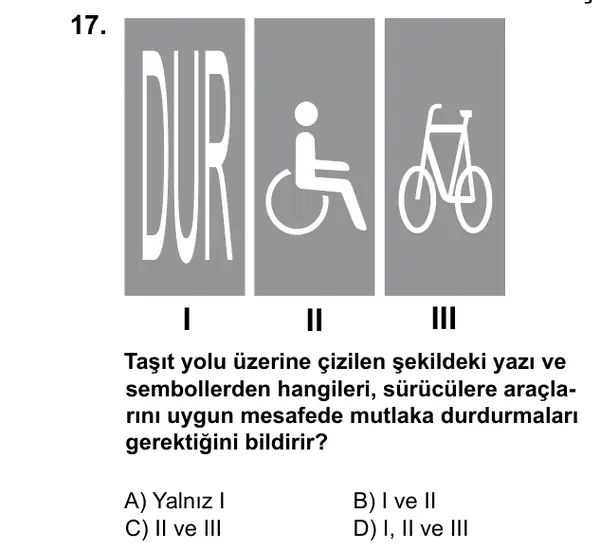 17.
DUR
I II III
Taşıt yolu üzerine çizilen şekildeki yazı ve
sembollerden hangileri, sürücülere araçla-
rını uygun mesafede mutlaka durdurmaları
gerektiğini bildirir?
A) Yalnız I B) I ve II
C) II ve III D) I, II ve III